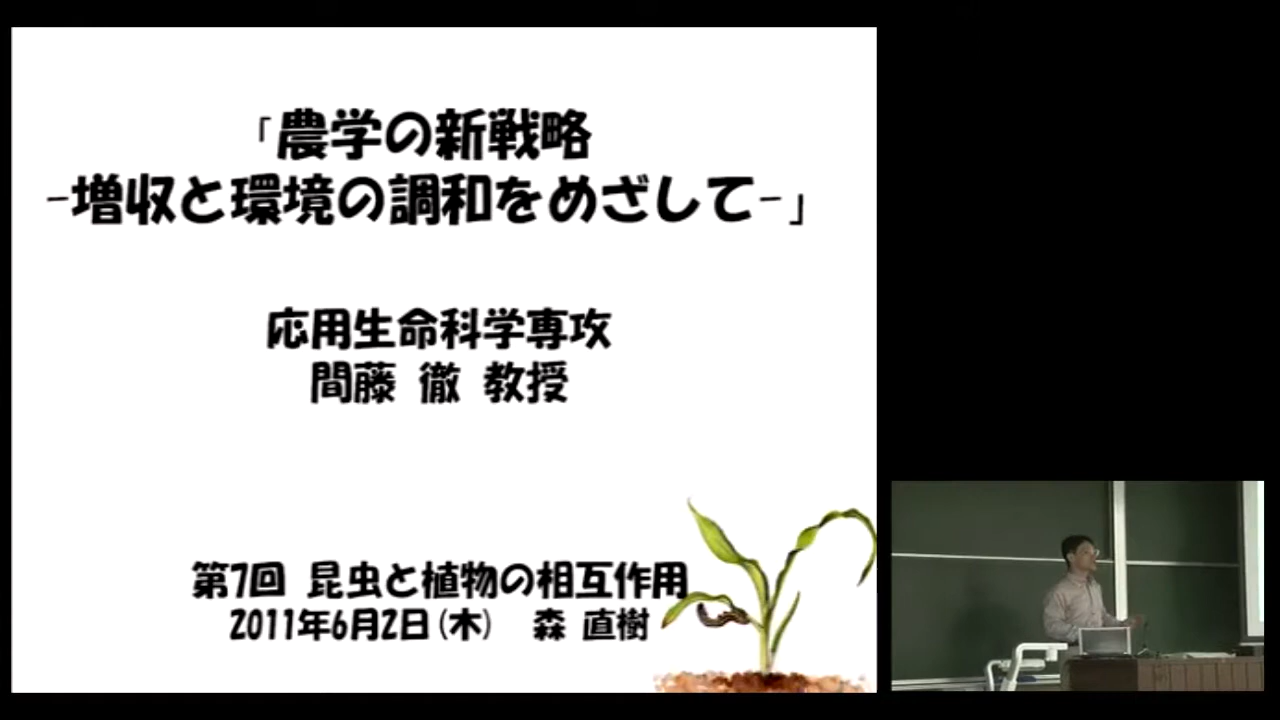 「農学の新戦略
-増収と環境の調和をめざして-」
応用生命科学専攻
間藤 徹 教授
第7回 昆虫と植物の相互作用
2011年6月2日(木) 森 直樹